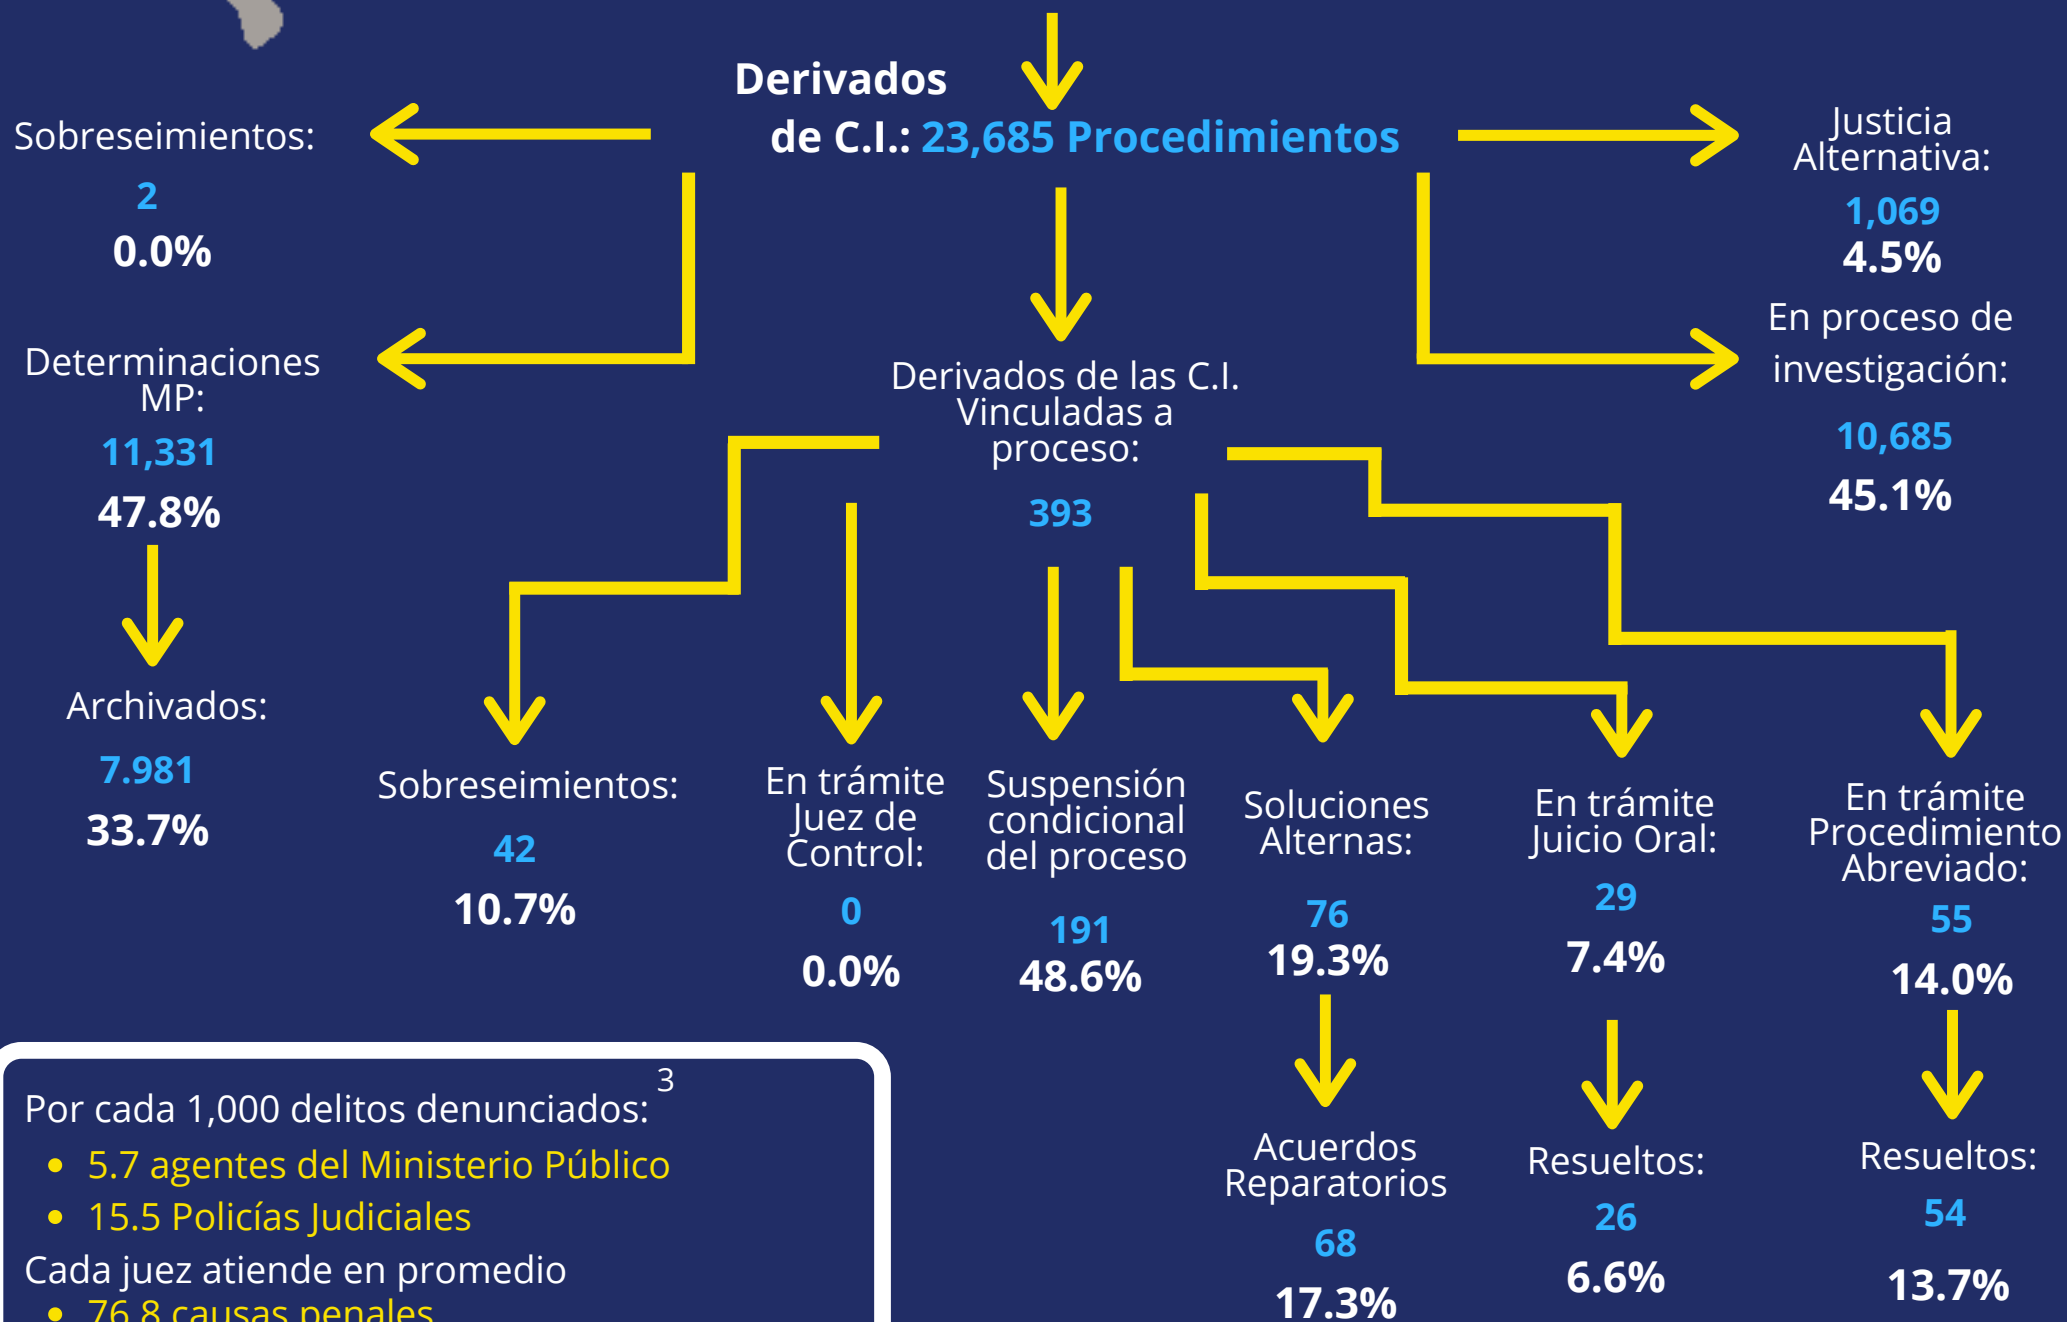 Derivados
de C.I.: 23,685 Procedimientos
Sobreseimientos:
2
0.0%
Determinaciones
MP:
11,331
47.8%
Archivados:
7.981
33.7%
Justicia
Alternativa:
1,069
4.5%
En proceso de
investigación:
10,685
45.1%
Derivados de las C.I.
Vinculadas a
proceso:
393
Sobreseimientos:
42
10.7%
En trámite
Juez de
Control:
0
0.0%
Suspensión
condicional
del proceso
191
48.6%
Soluciones
Alternas:
76
19.3%
Acuerdos
Reparatorios
68
17.3%
En trámite
Juicio Oral:
29
7.4%
Resueltos:
26
6.6%
En trámite
Procedimiento
Abreviado:
55
14.0%
Resueltos:
54
13.7%
Por cada 1,000 delitos denunciados: 3
• 5.7 agentes del Ministerio Público
• 15.5 Policías Judiciales
Cada juez atiende en promedio
• 76.8 causas penales